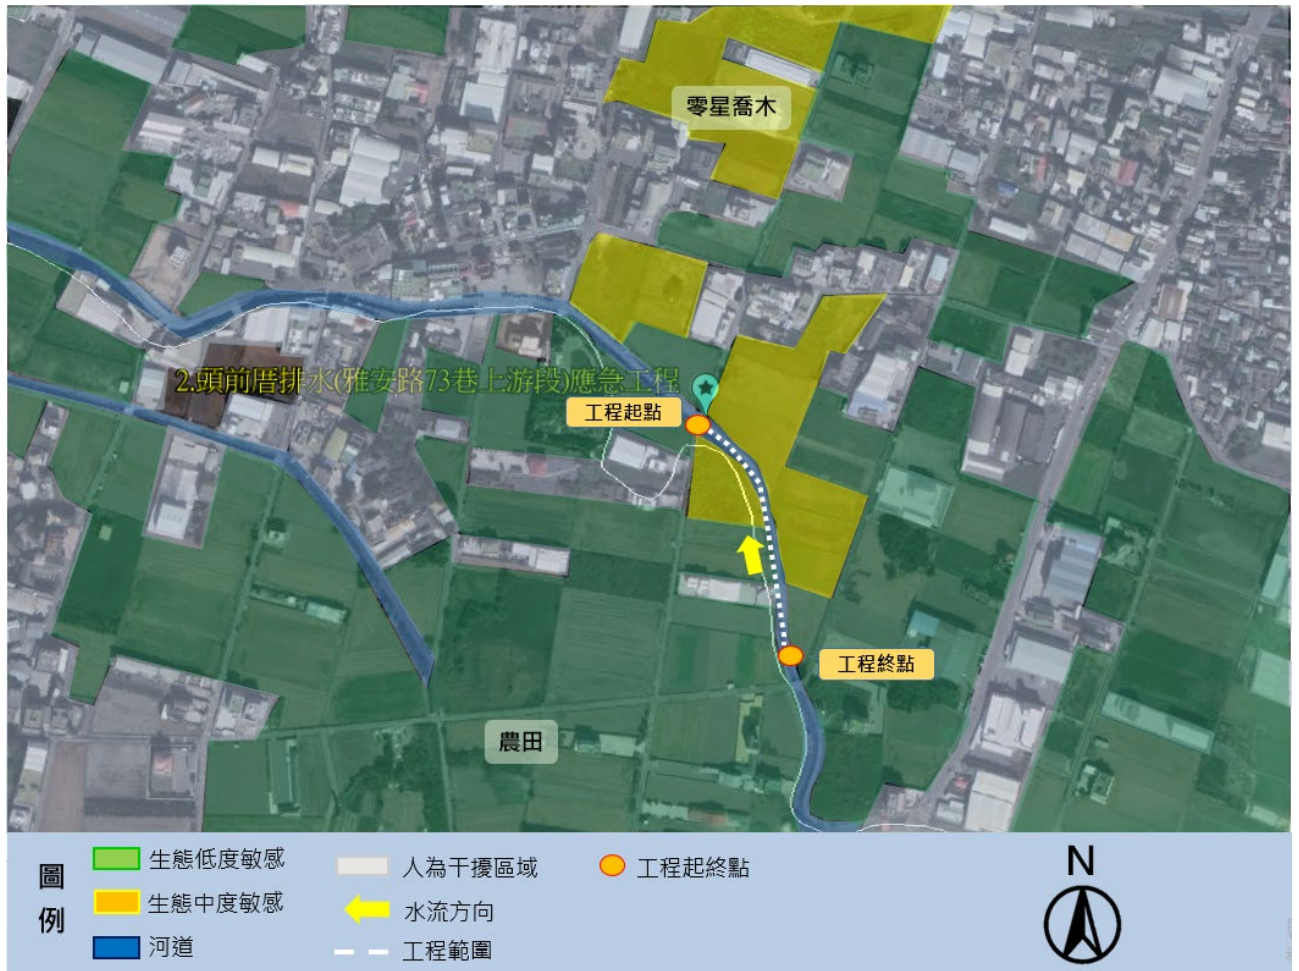 零星喬木
2.頭前厝排水(雅安路73巷上游段)應急工程
工程起點
工程終點
農田
圖例
生態低度敏感
生態中度敏感
河道
人為干擾區域
水流方向
工程範圍
工程起終點
N